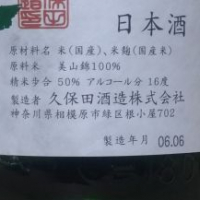 日本酒
原材料名 米(国産)、米麹(国産米)
原料米 美山錦100%
精米歩合 50% アルコール分 16度
製造者 久保田酒造株式会社
神奈川県相模原市緑区根小屋702
製造年月 06.06